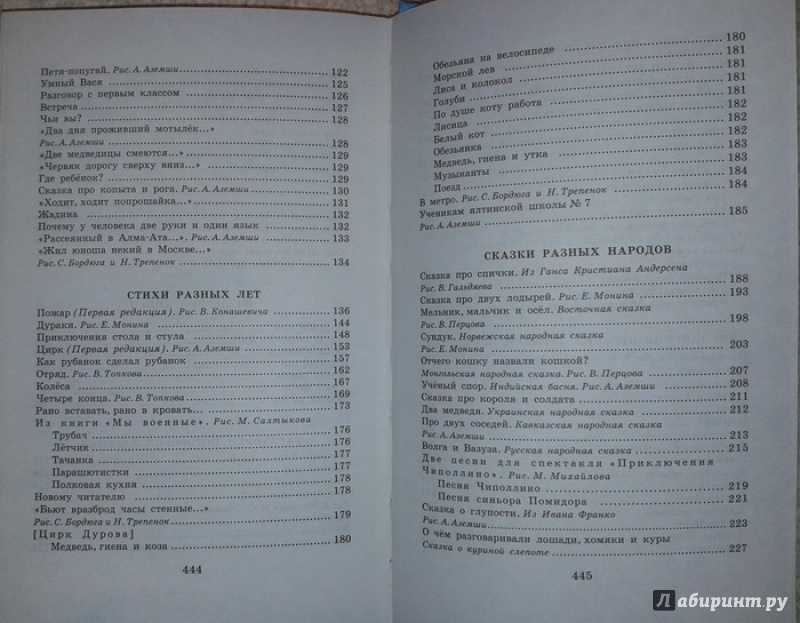 Петя-попугай. Рис. А. Аземши 122
Умный Вася 125
Разговор с первым классом 126
Встреча 127
Чьи вы? 128
«Два дня проживший мотылёк...»
Рис. А. Аземши 128
«Две медведицы смеются...» 129
«Червяк дорогу сверху вниз...» 129
Где ребёнок? 129
Сказка про копыта и рога. Рис. А. Аземши 130
«Ходит, ходит попрошайка...» 131
Жадина 132
Почему у человека две руки и один язык 132
«Рассеянный в Алма-Ата...». Рис. А. Аземши 133
«Жил юноша некий в Москве...»
Рис. С. Бордюга и Н. Трепенок 134
СТИХИ РАЗНЫХ ЛЕТ
Пожар (Первая редакция). Рис. В. Конашевича 136
Дураки. Рис. Е. Монина 144
Приключения стола и стула 148
Цирк (Первая редакция). Рис. А. Аземши 153
Как рубанок сделал рубанок 157
Отряд. Рис. В. Топкова 162
Колёса 167
Четыре конца. Рис. В. Топкова 169
Рано вставать, рано в кровать... 173
Из книги «Мы военные». Рис. М. Салтыкова
Трубач 176
Лётчик 176
Тачанка 177
Парашютистки 177
Полковая кухня 178
Новому читателю 178
«Бьют вразброд часы стенные...»
Рис. С. Бордюга и Н. Трепенок 179
[Цирк Дурова]
Медведь, гиена и коза 180
444
Обезьяна на велосипеде 180
Морской лев 181
Лиса и колокол 181
Голуби 181
По душе коту работа 181
Лисица 182
Белый кот 182
Обезьянка 182
Медведь, гиена и утка 183
Музыканты 183
Поезд 184
В метро. Рис. С. Бордюга и Н. Трепенок 184
Ученикам ялтинской школы № 7
Рис. А. Аземши 185
СКАЗКИ РАЗНЫХ НАРОДОВ
Сказка про спички. Из Ганса Кристиана Андерсена
Рис. В. Гальдяева 188
Сказка про двух лодырей. Рис. Е. Монина 193
Мельник, мальчик и осёл. Восточная сказка
Рис. В. Перцова 198
Сундук. Норвежская народная сказка
Рис. Е. Монина 203
Отчего кошку назвали кошкой?
Монгольская народная сказка. Рис. В. Перцова 207
Учёный спор. Индийская басня. Рис. А. Аземши 208
Сказка про короля и солдата 211
Два медведя. Украинская народная сказка 212
Про двух соседей. Кавказская народная сказка
Рис. А. Аземши 213
Волга и Вазуза. Русская народная сказка 215
Две песни для спектакля «Приключения
Чиполлино». Рис. М. Михайлова
Песня Чиполлино 219
Песня синьора Помидора 221
Сказка о глупости. Из Ивана Франко
Рис. А. Аземши 223
О чём разговаривали лошади, хомяки и куры
Сказка о куриной слепоте 227
445
Лабиринт.ру